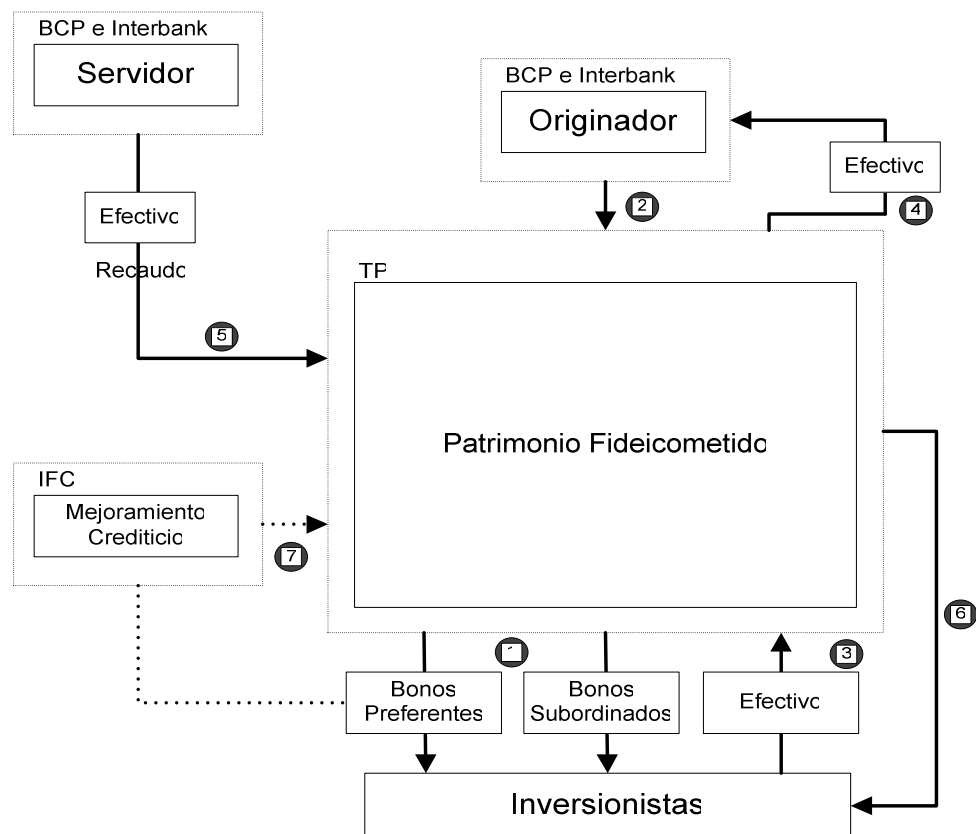 BCP e Interbank
Servidor
BCP e Interbank
Originador
Efectivo
4
2
Efectivo
Recaudo
TP
5
Patrimonio Fideicometido
IFC
Mejoramiento
Crediticio
7
6
1
3
Bonos
Preferentes
Bonos
Subordinados
Efectivo
Inversionistas